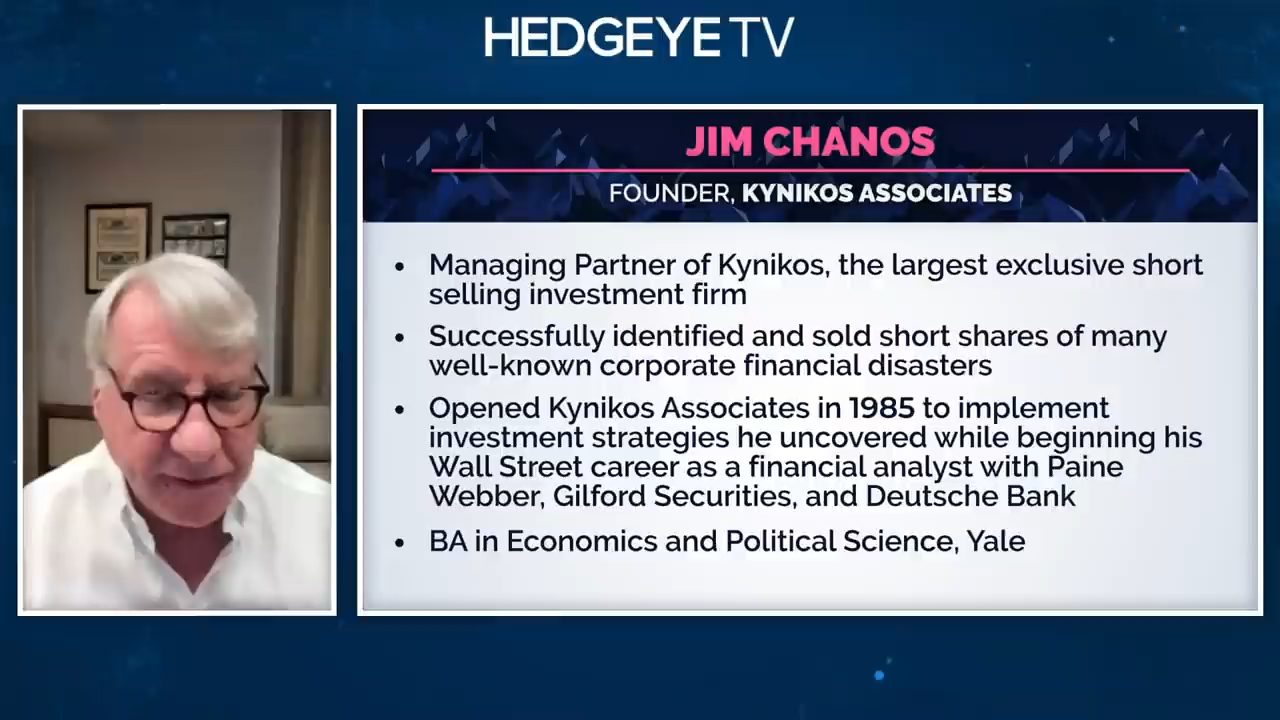 HEDGEYE TV
JIM CHANOS
FOUNDER, KYNIKOS ASSOCIATES
• Managing Partner of Kynikos, the largest exclusive short
selling investment firm
• Successfully identified and sold short shares of many
well-known corporate financial disasters
• Opened Kynikos Associates in 1985 to implement
investment strategies he uncovered while beginning his
Wall Street career as a financial analyst with Paine
Webber, Gilford Securities, and Deutsche Bank
• BA in Economics and Political Science, Yale